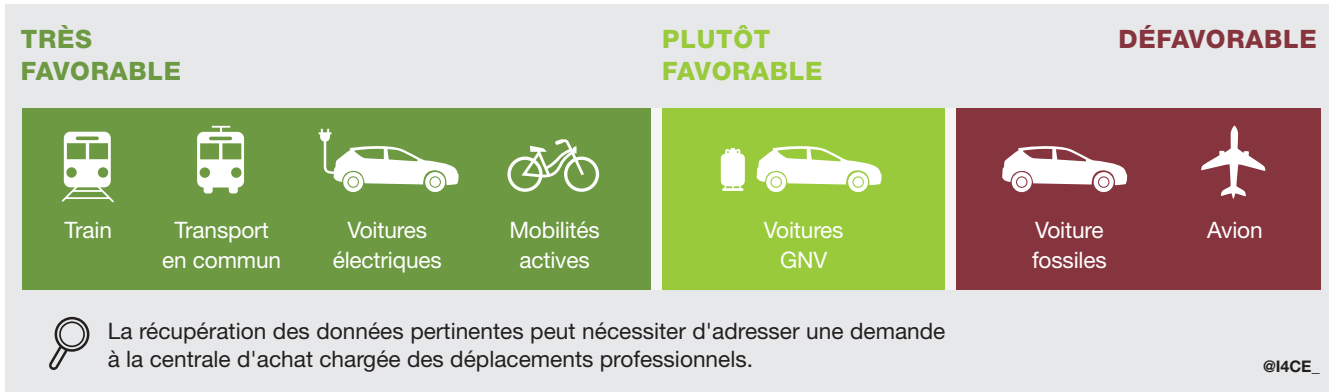 TRÈS
FAVORABLE
PLUTÔT
FAVORABLE
DÉFAVORABLE
Train
Transport
en commun
Voitures
électriques
Mobilités
actives
Voitures
GNV
Voiture
fossiles
Avion
La récupération des données pertinentes peut nécessiter d'adresser une demande
à la centrale d'achat chargée des déplacements professionnels.
@I4CE_